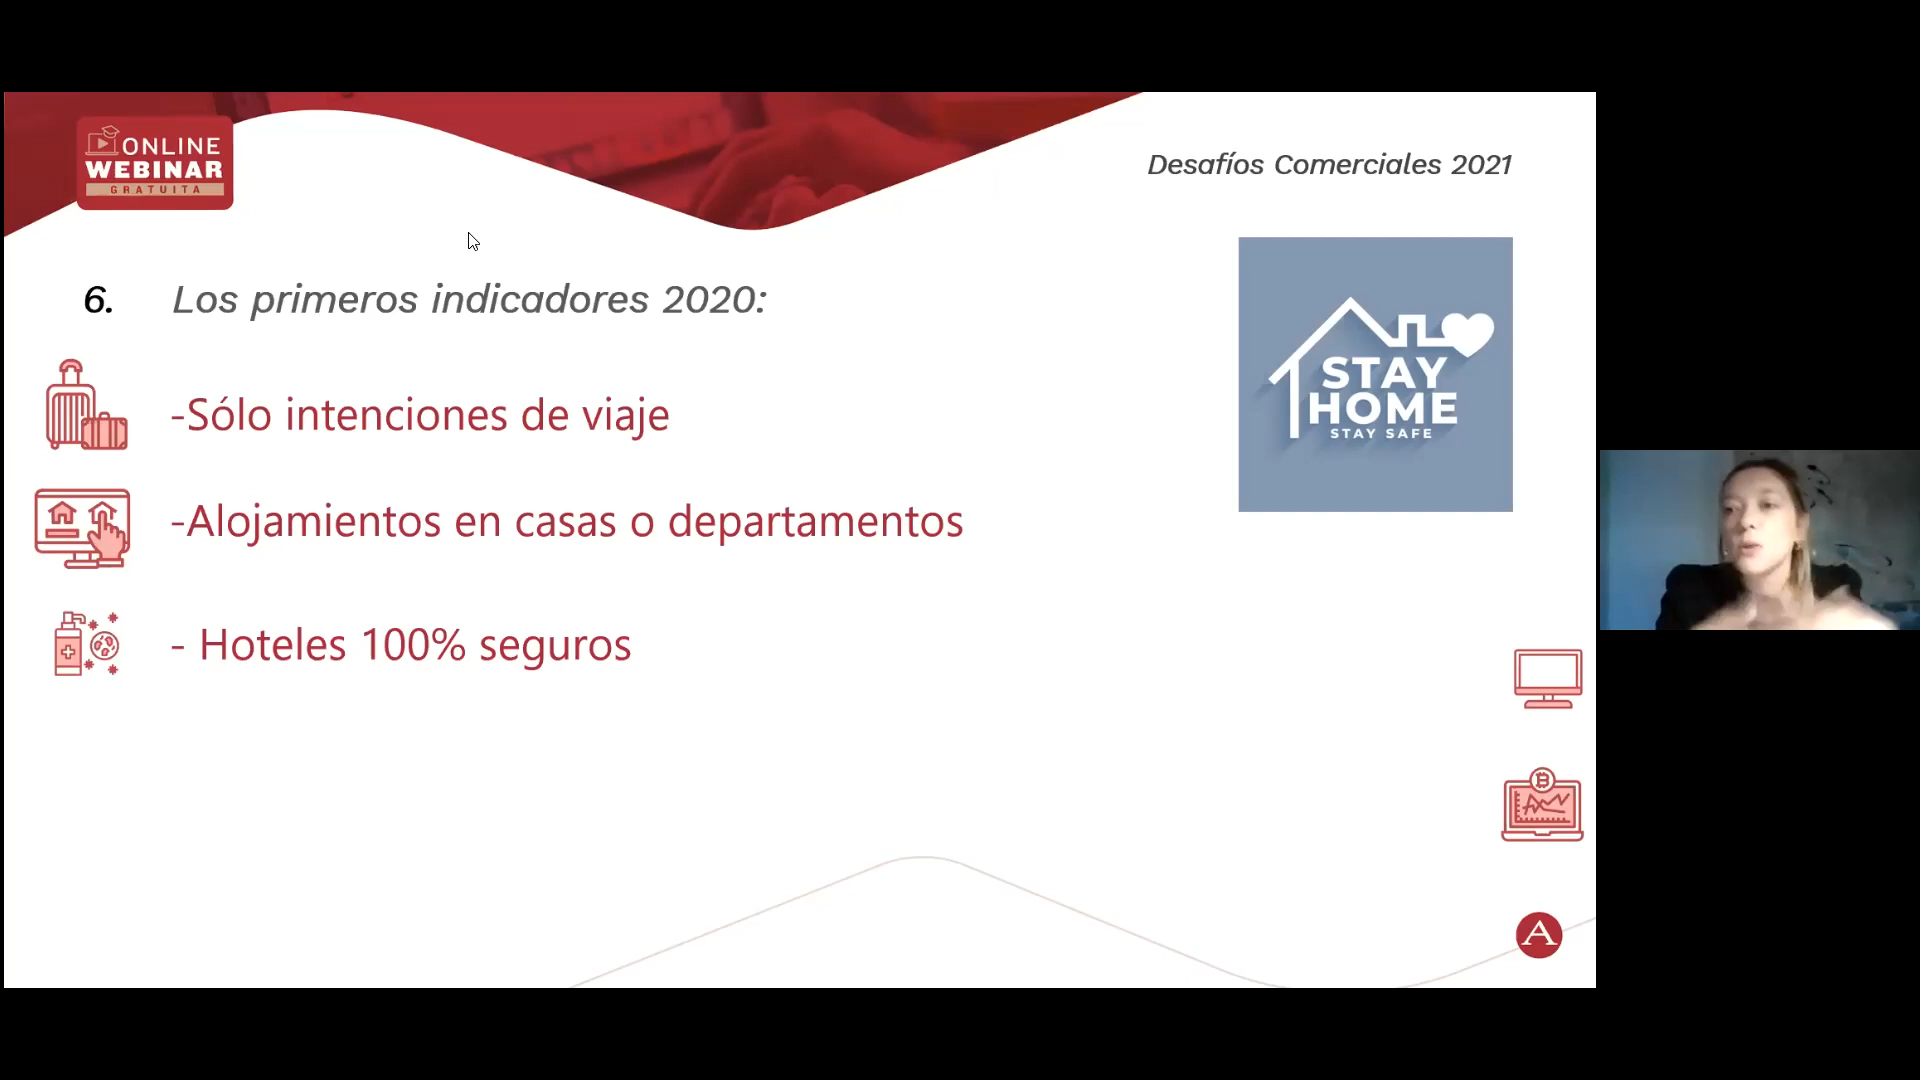 ONLINE
WEBINAR
GRATUITA
Desafíos Comerciales 2021
6. Los primeros indicadores 2020:
-Sólo intenciones de viaje
-Alojamientos en casas o departamentos
- Hoteles 100% seguros
STAY
HOME
STAY SAFE
A